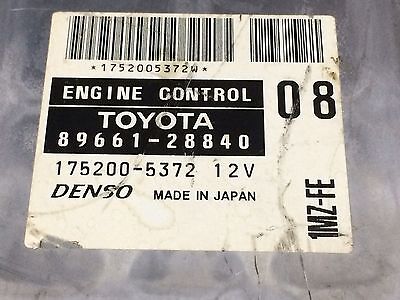 *1752005372W*
ENGINE CONTROL
08
TOYOTA
89661-28840
175200-5372 12V
DENSO MADE IN JAPAN
1MZ-FE